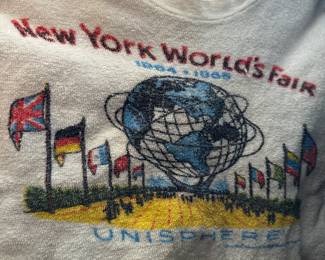 New York World's Fair
1964 • 1965
UNISPHERE